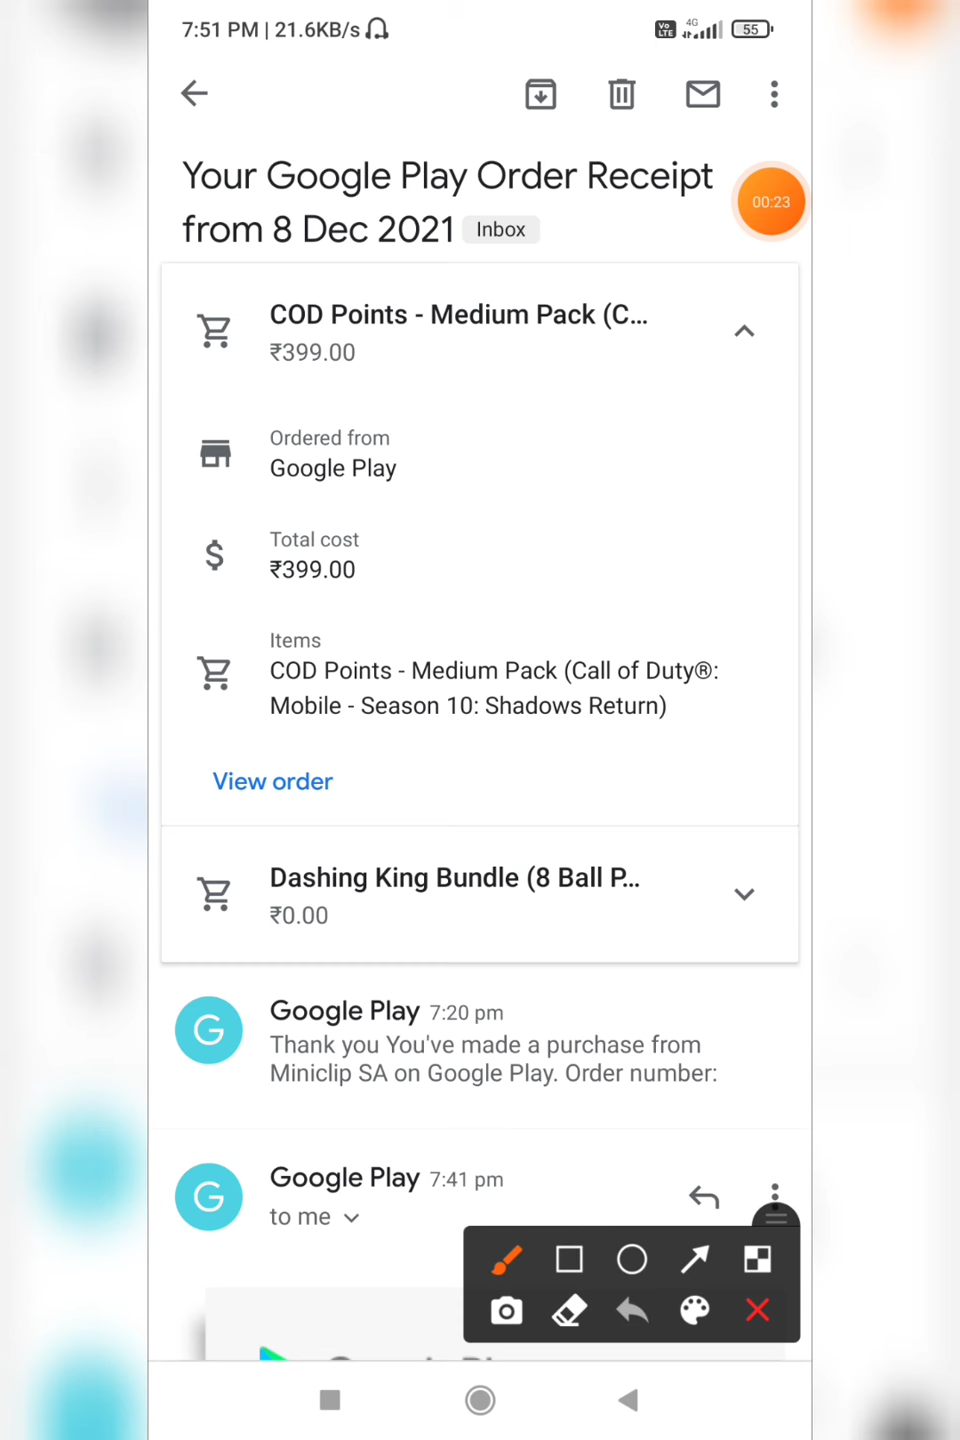 7:51 PM | 21.6KB/s
Vo LTE 4G 55
Your Google Play Order Receipt
from 8 Dec 2021 Inbox
00:23
COD Points - Medium Pack (C...
₹399.00
Ordered from
Google Play
$
Total cost
₹399.00
Items
COD Points - Medium Pack (Call of Duty®:
Mobile - Season 10: Shadows Return)
View order
Dashing King Bundle (8 Ball P...
₹0.00
G
Google Play 7:20 pm
Thank you You've made a purchase from
Miniclip SA on Google Play. Order number:
G
Google Play 7:41 pm
to me